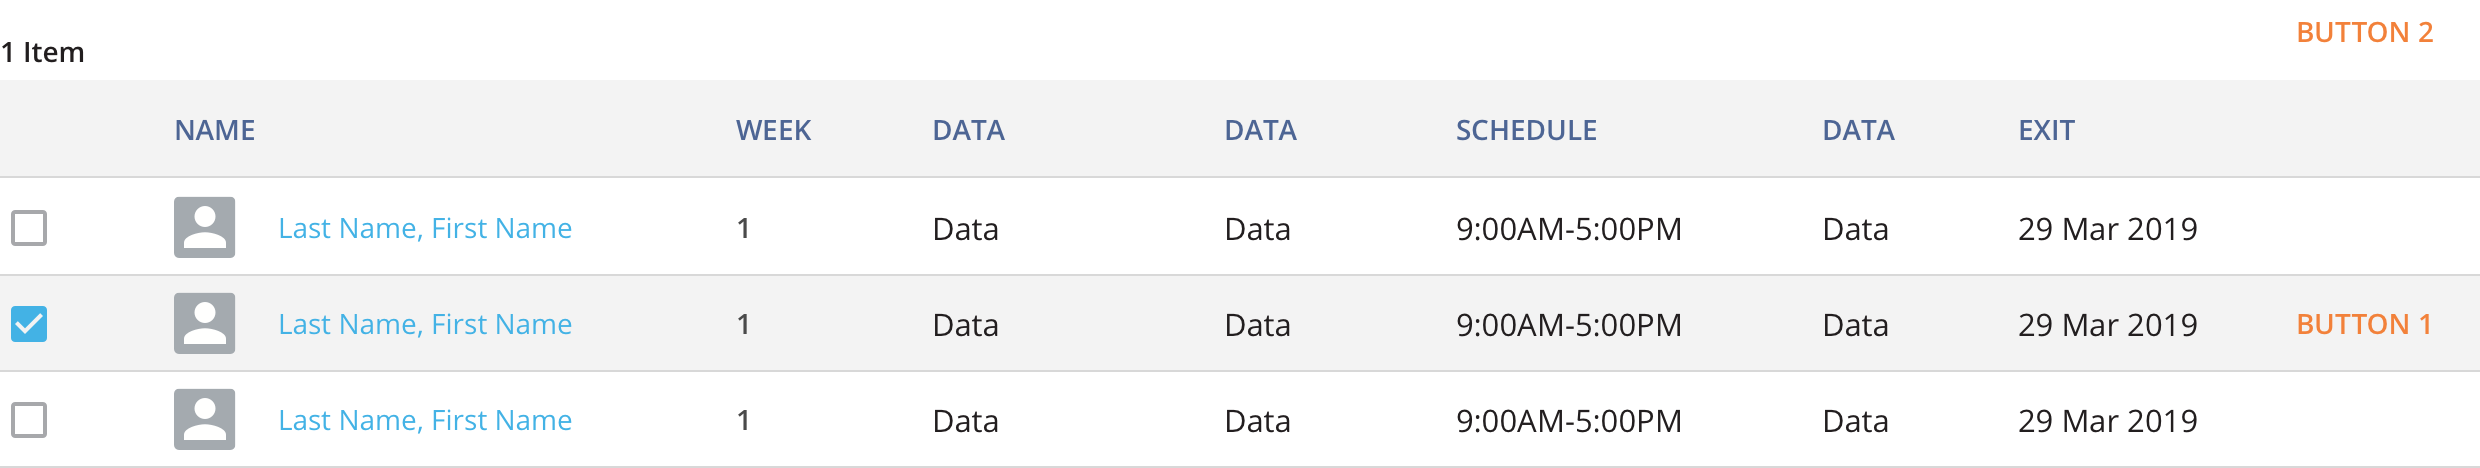 BUTTON 2
1 Item
NAME WEEK DATA DATA SCHEDULE DATA EXIT
Last Name, First Name 1 Data Data 9:00AM-5:00PM Data 29 Mar 2019
Last Name, First Name 1 Data Data 9:00AM-5:00PM Data 29 Mar 2019 BUTTON 1
Last Name, First Name 1 Data Data 9:00AM-5:00PM Data 29 Mar 2019